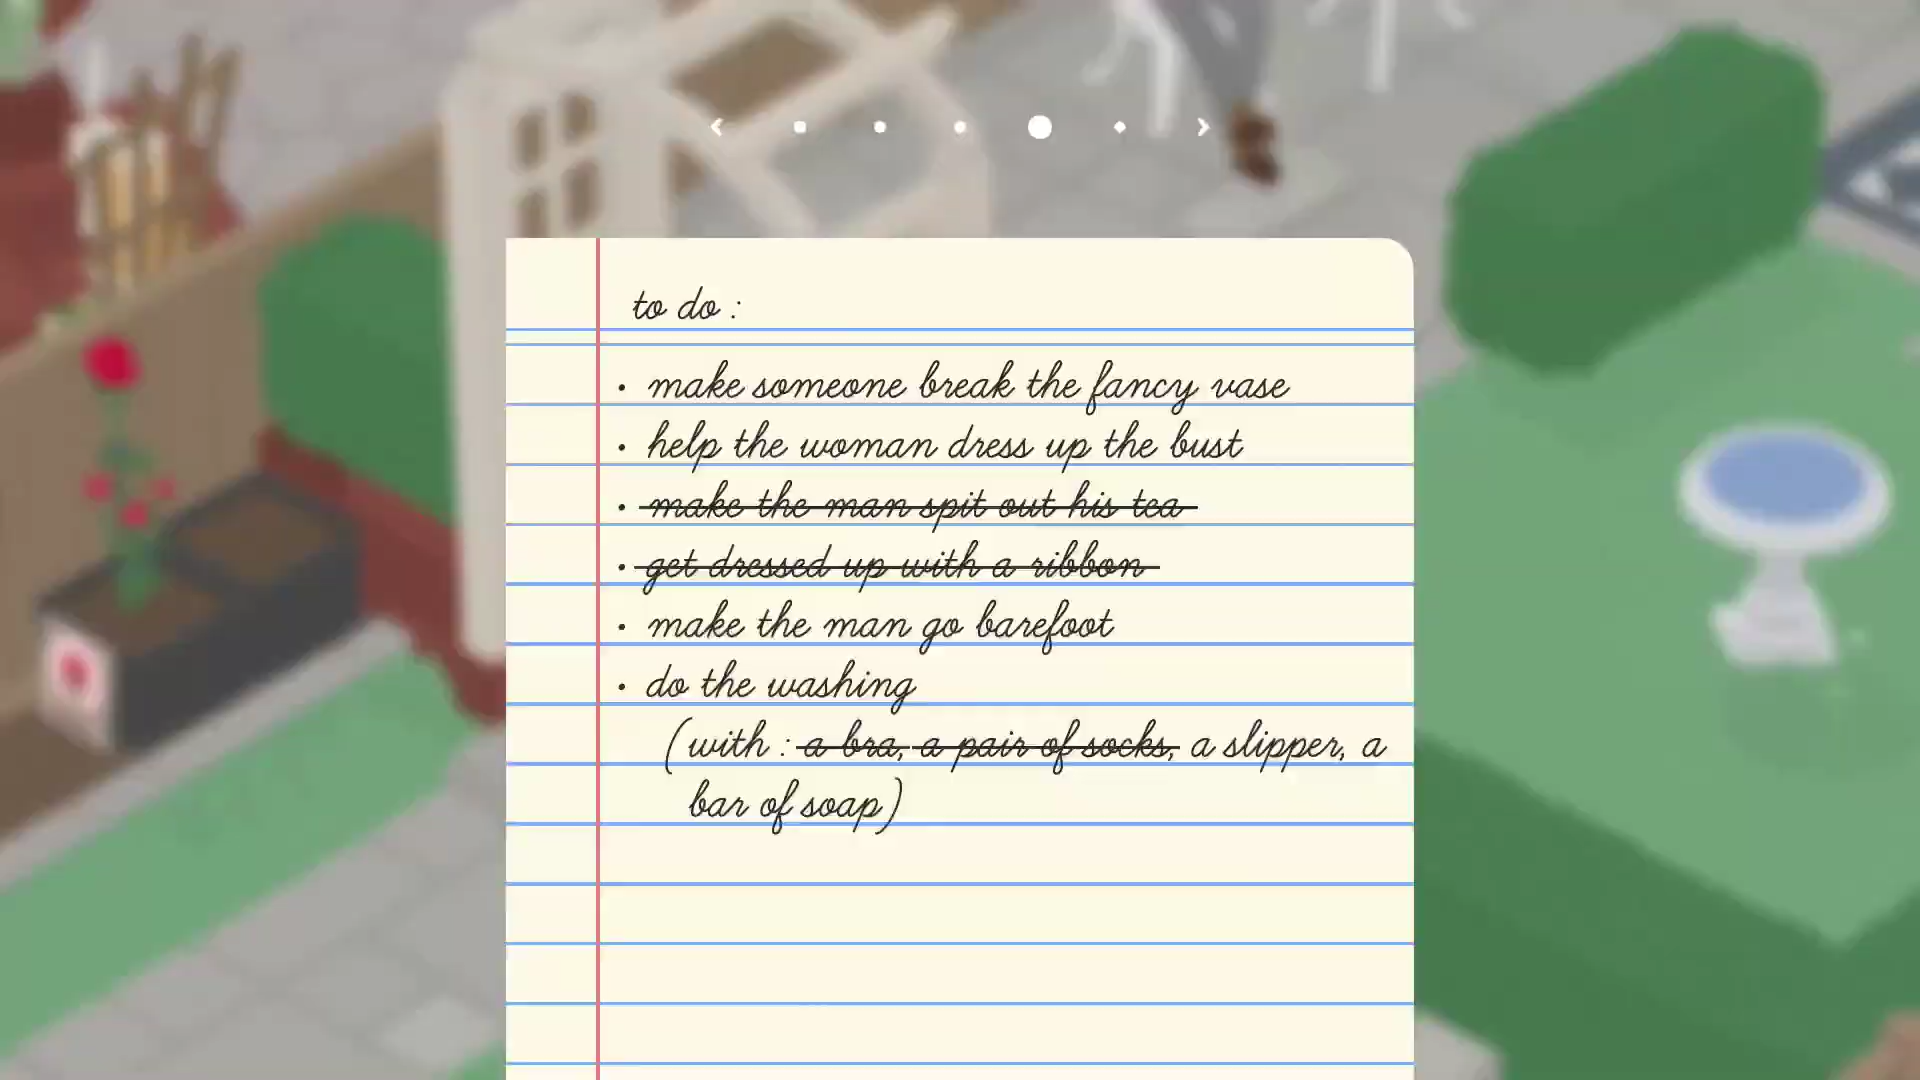 to do :
• make someone break the fancy vase
• help the woman dress up the bust
• make the man spit out his tea
• get dressed up with a ribbon
• make the man go barefoot
• do the washing
(with : a bra, a pair of socks, a slipper, a
bar of soap)